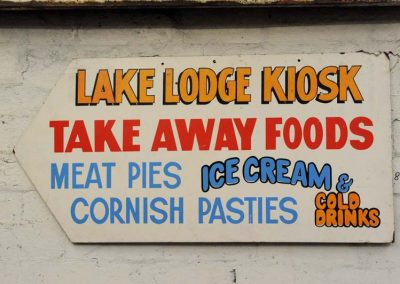 LAKE LODGE KIOSK
TAKE AWAY FOODS
MEAT PIES ICE CREAM &
CORNISH PASTIES COLD
DRINKS